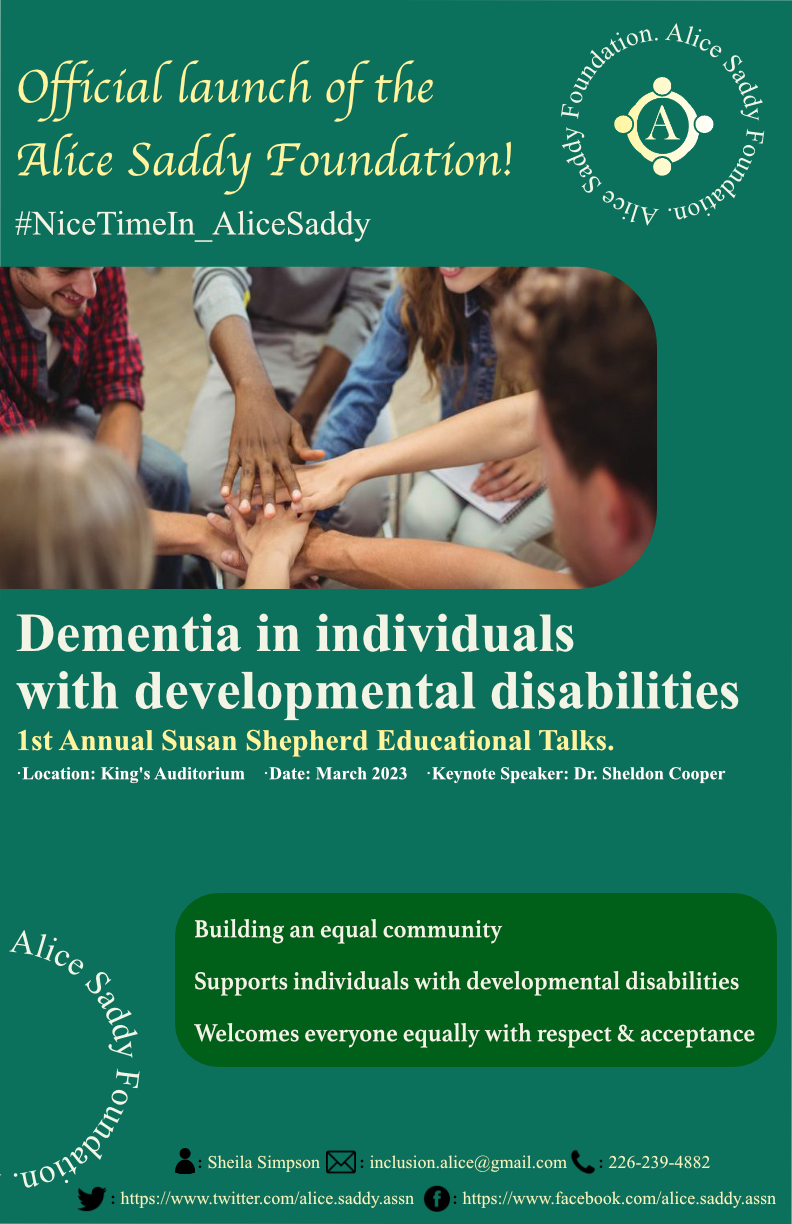 Official launch of the
Alice Saddy Foundation!
#NiceTimeIn_AliceSaddy
Alice Saddy Foundation. Alice Saddy Foundation.
A
Dementia in individuals
with developmental disabilities
1st Annual Susan Shepherd Educational Talks.
·Location: King's Auditorium ·Date: March 2023 ·Keynote Speaker: Dr. Sheldon Cooper
Building an equal community
Supports individuals with developmental disabilities
Welcomes everyone equally with respect & acceptance
Alice Saddy Foundation.
: Sheila Simpson : inclusion.alice@gmail.com : 226-239-4882
: https://www.twitter.com/alice.saddy.assn : https://www.facebook.com/alice.saddy.assn